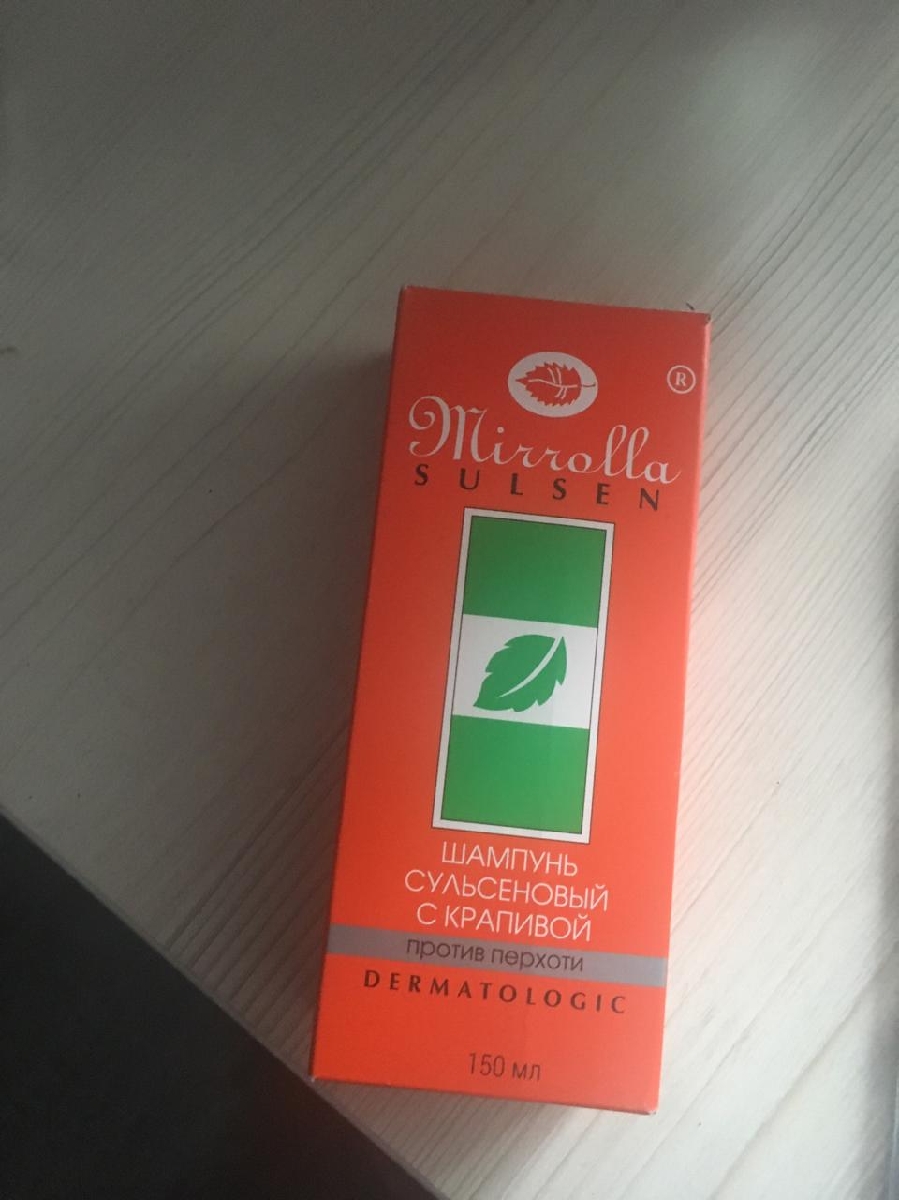 ®
Mirrolla
SULSEN
ШАМПУНЬ
СУЛЬСЕНОВЫЙ
С КРАПИВОЙ
против перхоти
DERMATOLOGIC
150 мл